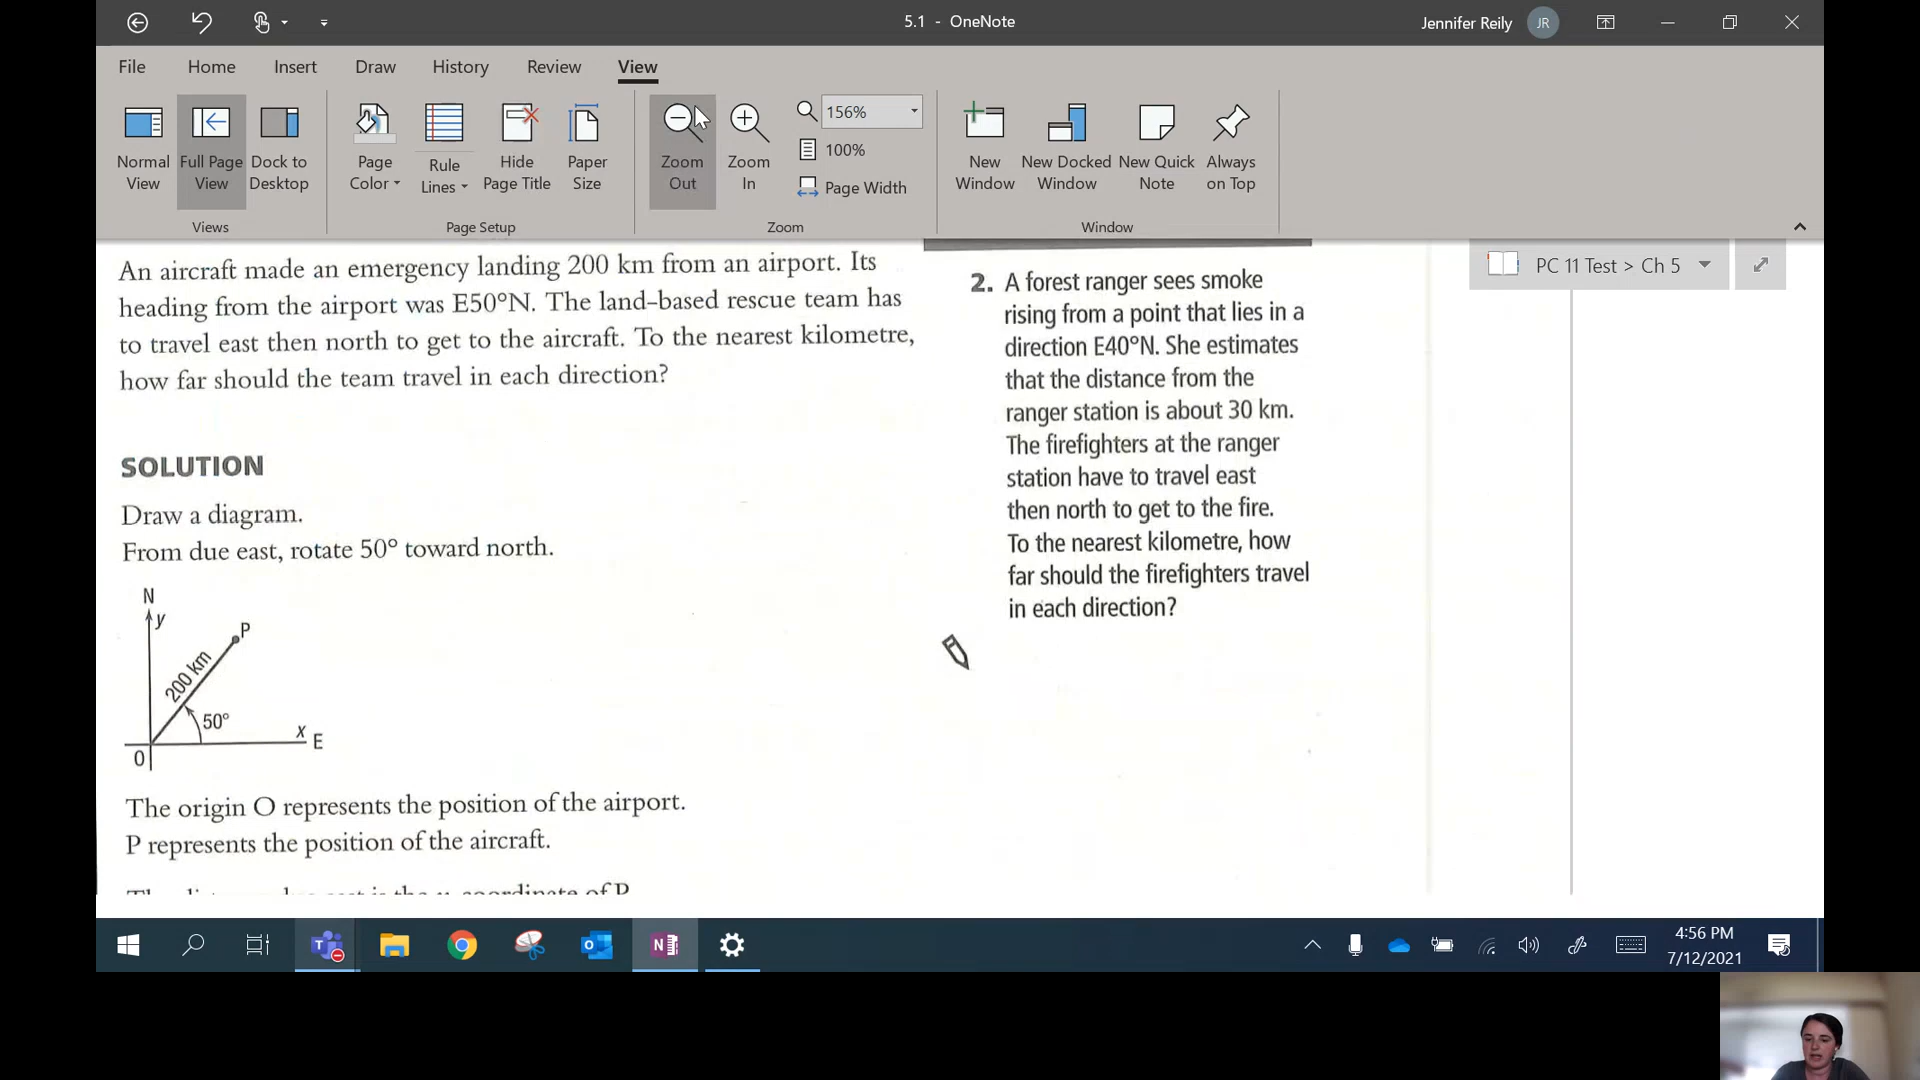 5.1 - OneNote
Jennifer Reily
JR
File
Home
Insert
Draw
History
Review
View
Normal
View
Full Page
View
Dock to
Desktop
Views
Page
Color
Rule
Lines
Hide
Page Title
Paper
Size
Page Setup
Zoom
Out
Zoom
In
156%
100%
Page Width
Zoom
New
Window
New Docked
Window
New Quick
Note
Always
on Top
Window
An aircraft made an emergency landing 200 km from an airport. Its
heading from the airport was E50°N. The land-based rescue team has
to travel east then north to get to the aircraft. To the nearest kilometre,
how far should the team travel in each direction?
SOLUTION
Draw a diagram.
From due east, rotate 50° toward north.
N
y
P
200 km
50°
x
E
O
The origin O represents the position of the airport.
P represents the position of the aircraft.
2. A forest ranger sees smoke
rising from a point that lies in a
direction E40°N. She estimates
that the distance from the
ranger station is about 30 km.
The firefighters at the ranger
station have to travel east
then north to get to the fire.
To the nearest kilometre, how
far should the firefighters travel
in each direction?
PC 11 Test > Ch 5
4:56 PM
7/12/2021